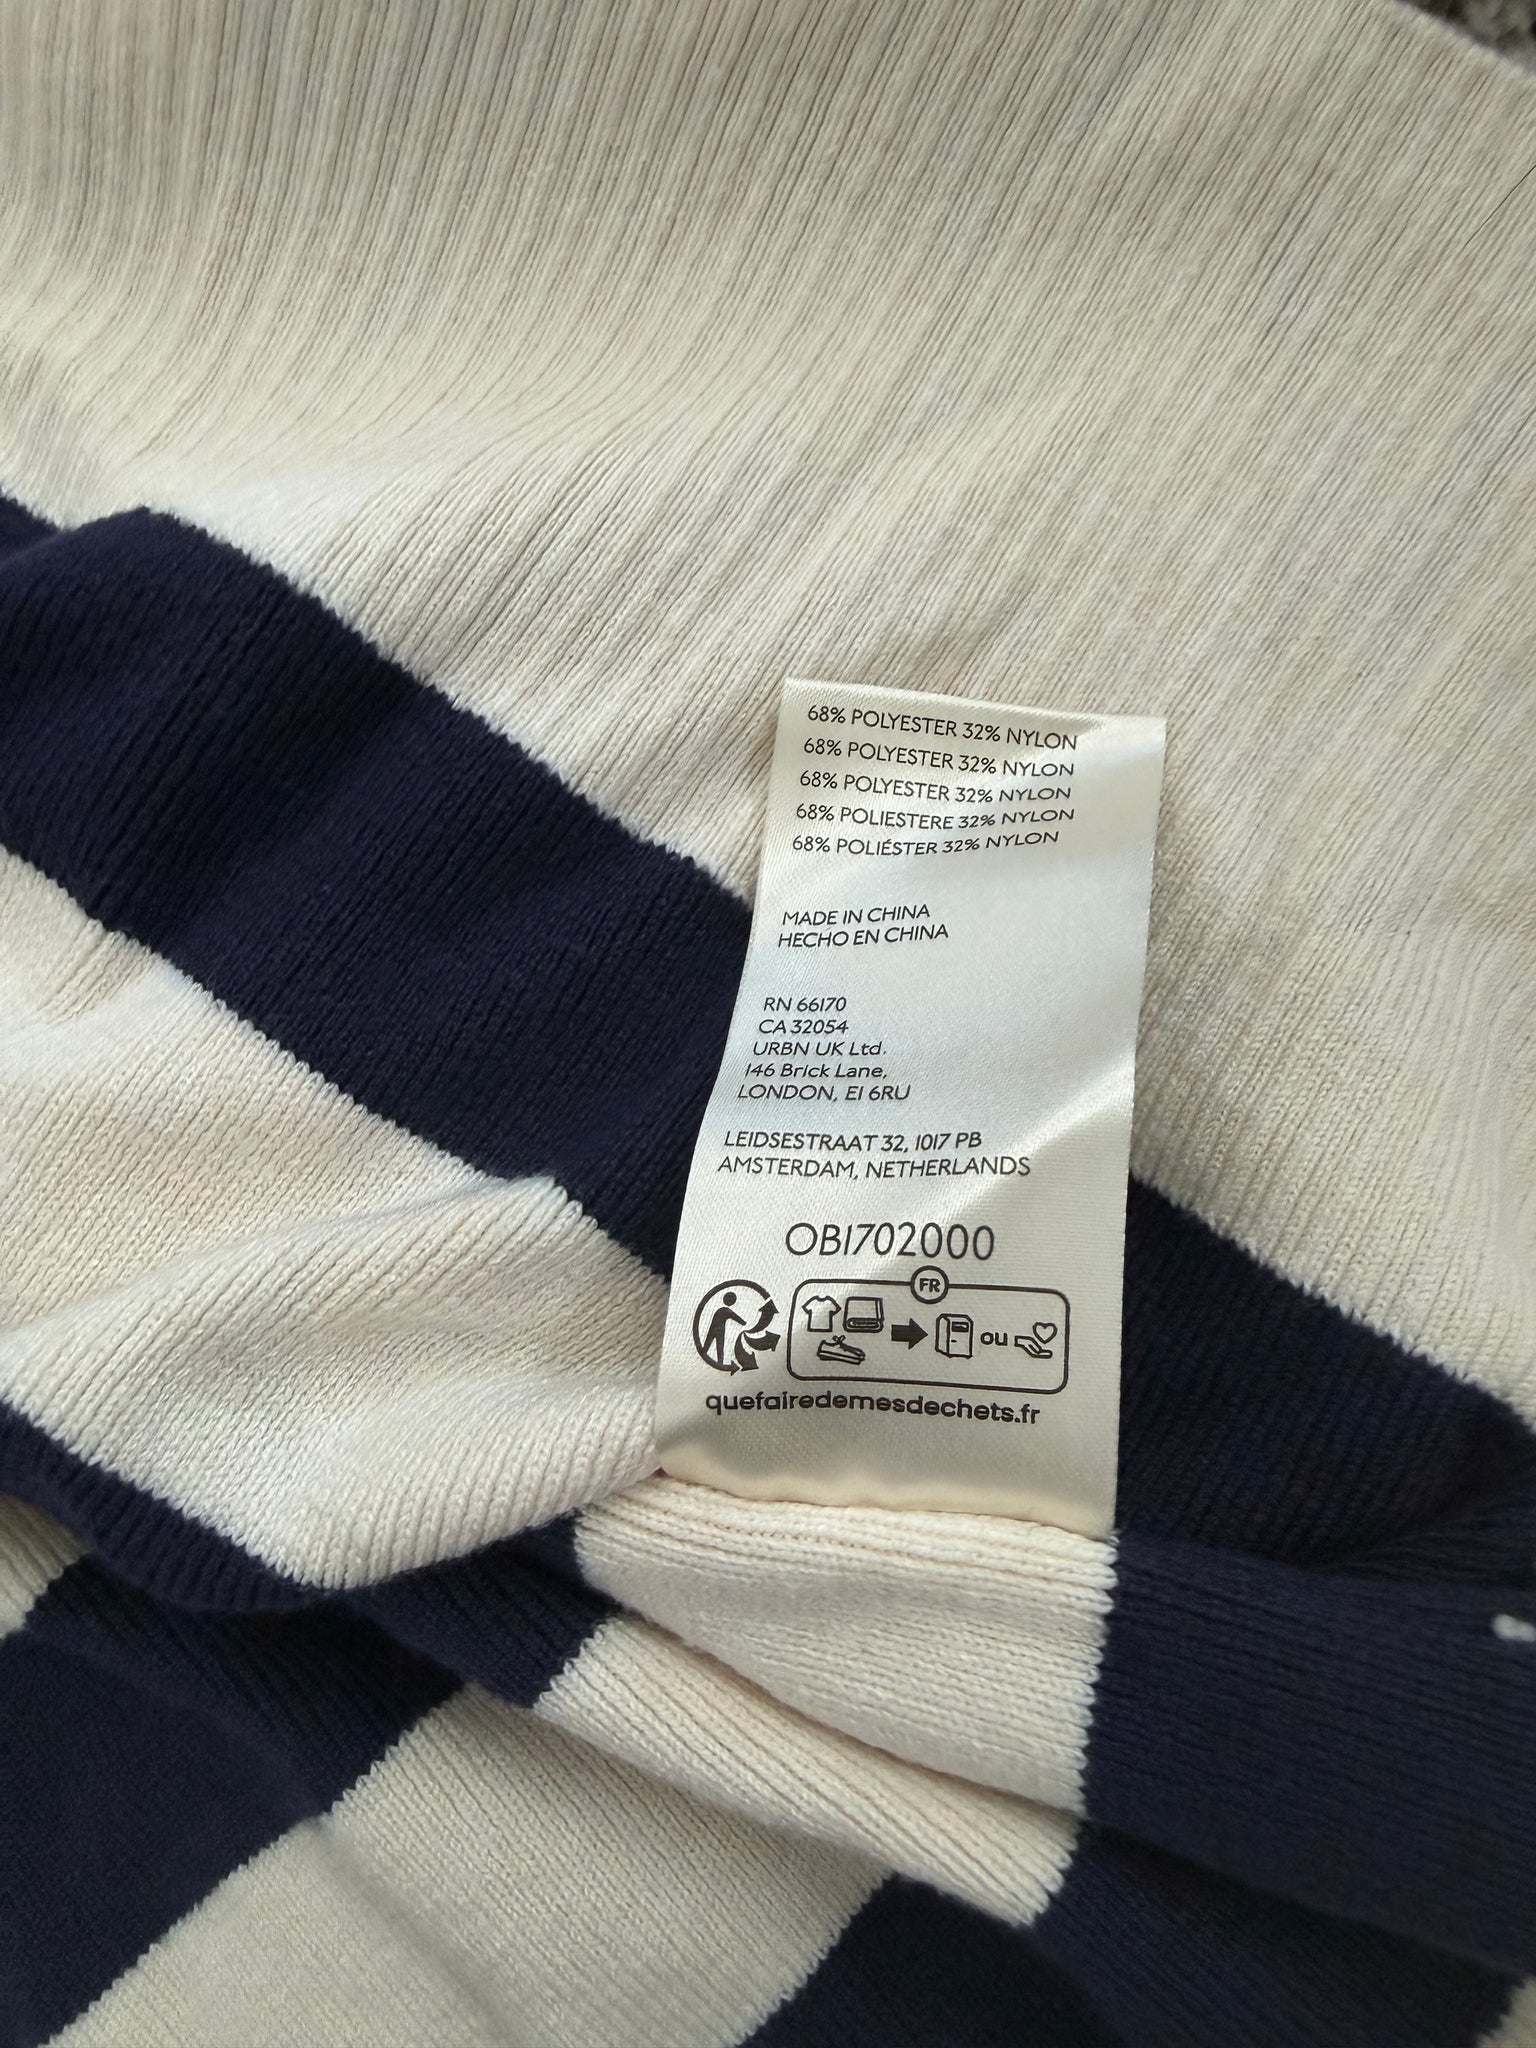 68% POLYESTER 32% NYLON
68% POLYESTER 32% NYLON
68% POLYESTER 32% NYLON
68% POLIESTERE 32% NYLON
68% POLIÉSTER 32% NYLON
MADE IN CHINA
HECHO EN CHINA
RN 66170
CA 32054
URBN UK Ltd.
146 Brick Lane,
LONDON, E1 6RU
LEIDSESTRAAT 32, 1017 PB
AMSTERDAM, NETHERLANDS
OB1702000
FR
ou
quefairedemesdechets.fr